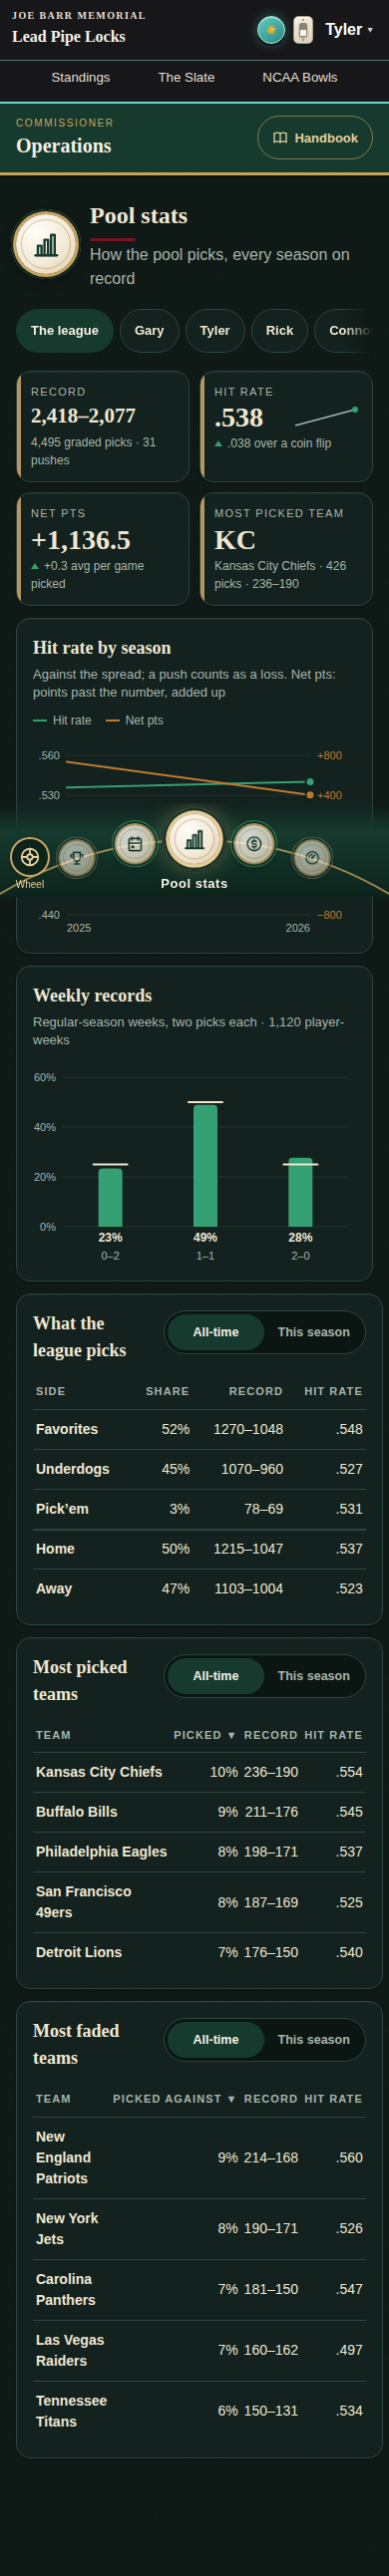 JOE BARR MEMORIAL
Lead Pipe Locks
Tyler ▾
Standings
The Slate
NCAA Bowls
COMMISSIONER
Operations
Handbook
Pool stats
How the pool picks, every season on
record
The league
Gary
Tyler
Rick
RECORD
2,418–2,077
4,495 graded picks · 31
pushes
HIT RATE
.538
▲ .038 over a coin flip
NET PTS
+1,136.5
▲ +0.3 avg per game
picked
MOST PICKED TEAM
KC
Kansas City Chiefs · 426
picks · 236–190
Hit rate by season
Against the spread; a push counts as a loss. Net pts:
points past the number, added up
Hit rate
Net pts
.560
+800
.530
+400
Wheel
Pool stats
.440
−800
2025
2026
Weekly records
Regular-season weeks, two picks each · 1,120 player-
weeks
60%
40%
20%
0%
23%
49%
28%
0–2
1–1
2–0
What the
league picks
All-time
This season
SIDE SHARE RECORD HIT RATE
Favorites 52% 1270–1048 .548
Underdogs 45% 1070–960 .527
Pick’em 3% 78–69 .531
Home 50% 1215–1047 .537
Away 47% 1103–1004 .523
Most picked
teams
All-time
This season
TEAM PICKED ▼ RECORD HIT RATE
Kansas City Chiefs 10% 236–190 .554
Buffalo Bills 9% 211–176 .545
Philadelphia Eagles 8% 198–171 .537
San Francisco
49ers
8% 187–169 .525
Detroit Lions 7% 176–150 .540
Most faded
teams
All-time
This season
TEAM PICKED AGAINST ▼ RECORD HIT RATE
New
England
Patriots
9% 214–168 .560
New York
Jets
8% 190–171 .526
Carolina
Panthers
7% 181–150 .547
Las Vegas
Raiders
7% 160–162 .497
Tennessee
Titans
6% 150–131 .534